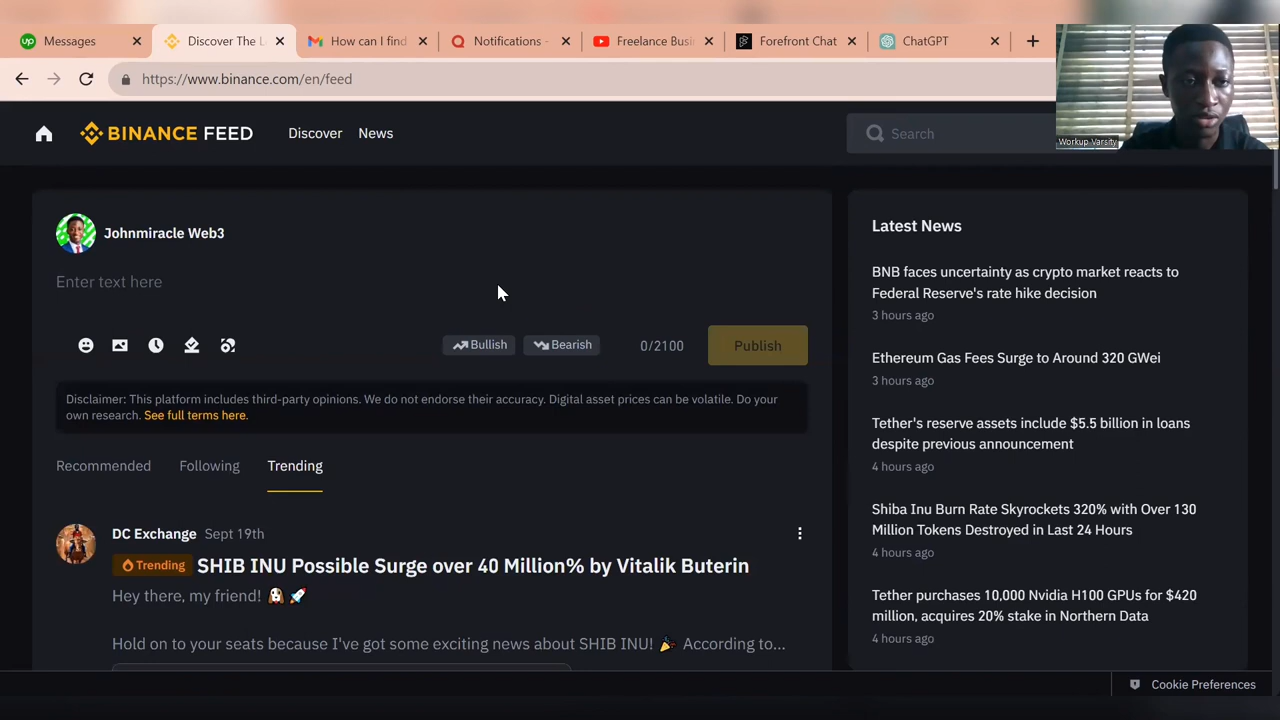 up Messages
Discover The L
How can I find
Notifications -
Freelance Busi
Forefront Chat
ChatGPT
https://www.binance.com/en/feed
BINANCE FEED
Discover
News
Search
Workup Varsity
Johnmiracle Web3
Enter text here
Bullish
Bearish
0/2100
Publish
Disclaimer: This platform includes third-party opinions. We do not endorse their accuracy. Digital asset prices can be volatile. Do your
own research. See full terms here.
Recommended
Following
Trending
DC Exchange Sept 19th
Trending SHIB INU Possible Surge over 40 Million% by Vitalik Buterin
Hey there, my friend! 🐶🚀
Hold on to your seats because I've got some exciting news about SHIB INU! 🎉 According to...
Latest News
BNB faces uncertainty as crypto market reacts to
Federal Reserve's rate hike decision
3 hours ago
Ethereum Gas Fees Surge to Around 320 GWei
3 hours ago
Tether's reserve assets include $5.5 billion in loans
despite previous announcement
4 hours ago
Shiba Inu Burn Rate Skyrockets 320% with Over 130
Million Tokens Destroyed in Last 24 Hours
4 hours ago
Tether purchases 10,000 Nvidia H100 GPUs for $420
million, acquires 20% stake in Northern Data
4 hours ago
Cookie Preferences